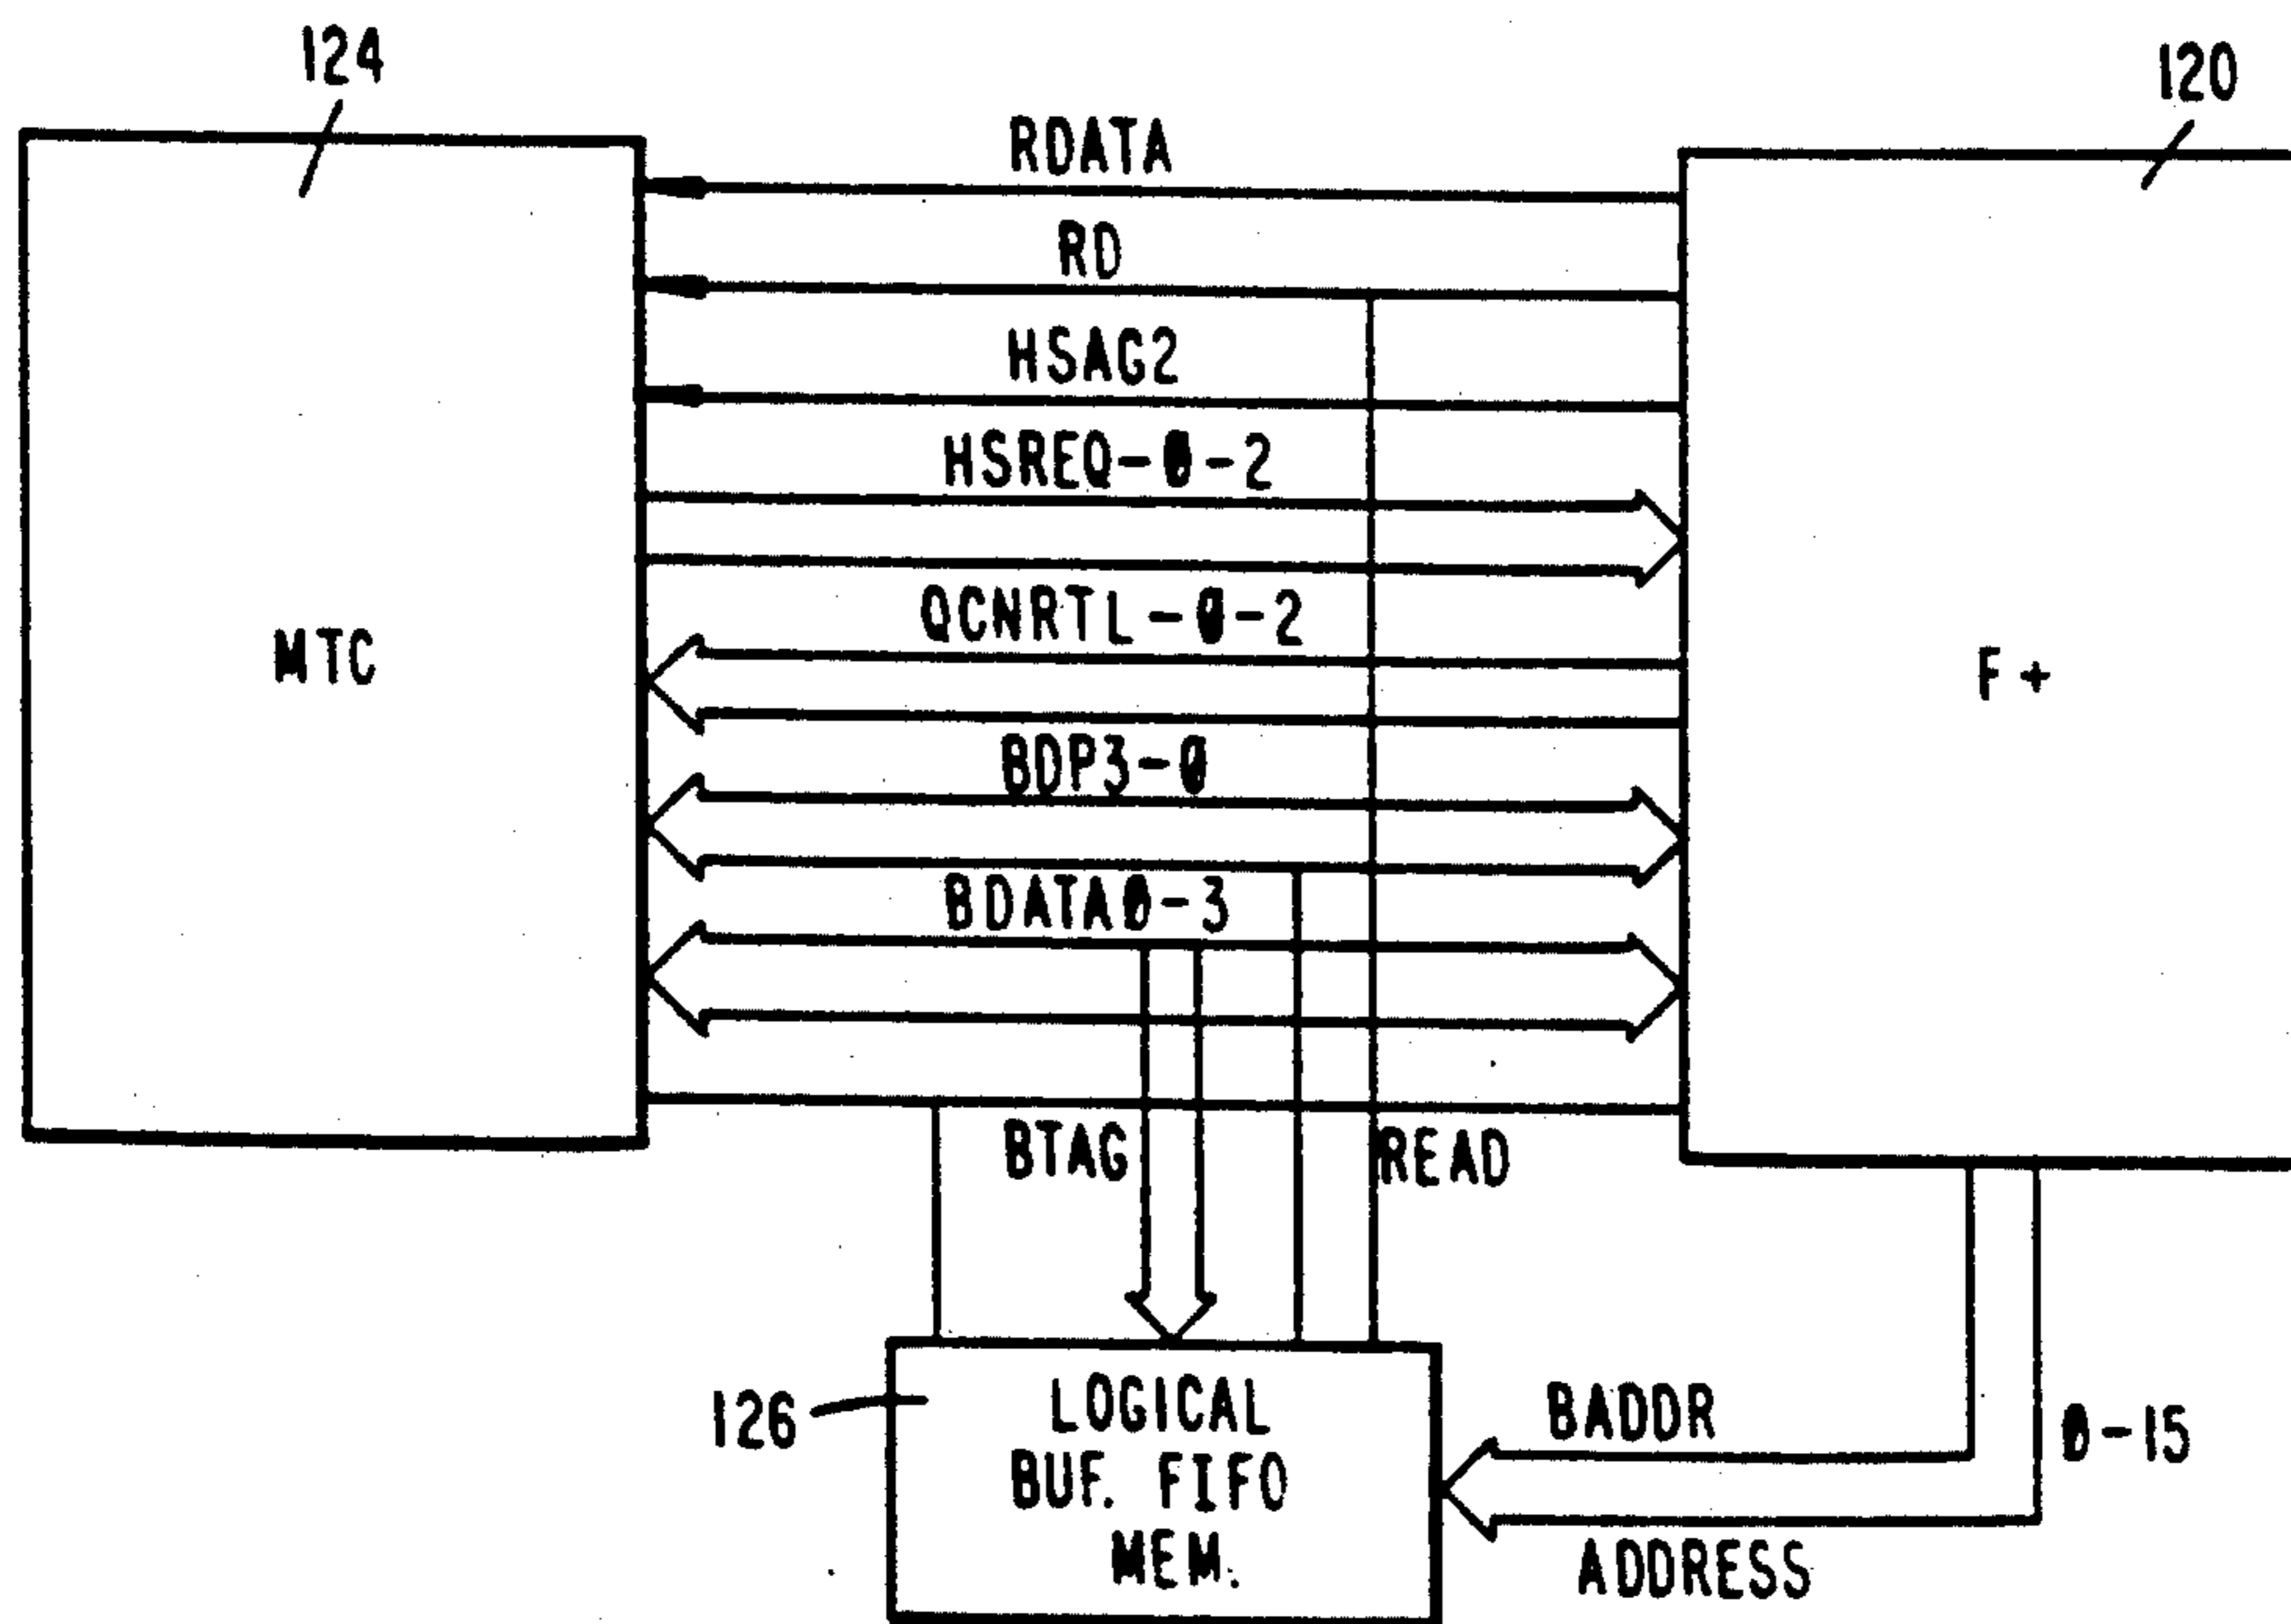 124
120
RDATA
RD
HSAG2
HSREQ-0-2
QCNRTL-0-2
MTC
F+
BDP3-0
BDATA0-3
BTAG
READ
126
LOGICAL
BUF. FIFO
MEM.
BADDR
0-15
ADDRESS